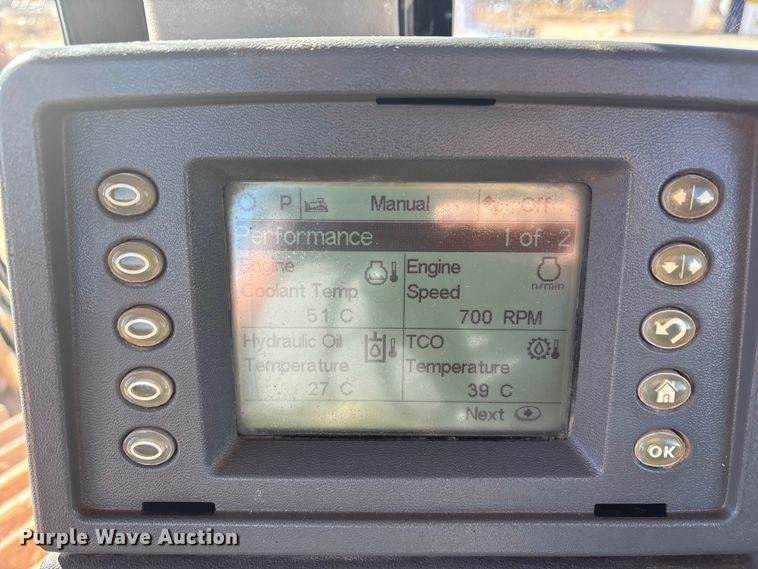 P Manual Off
Performance 1 of 2
Engine
Coolant Temp
51 C
Engine
Speed
n/min
700 RPM
Hydraulic Oil
Temperature
27 C
TCO
Temperature
39 C
Next
OK
Purple Wave Auction